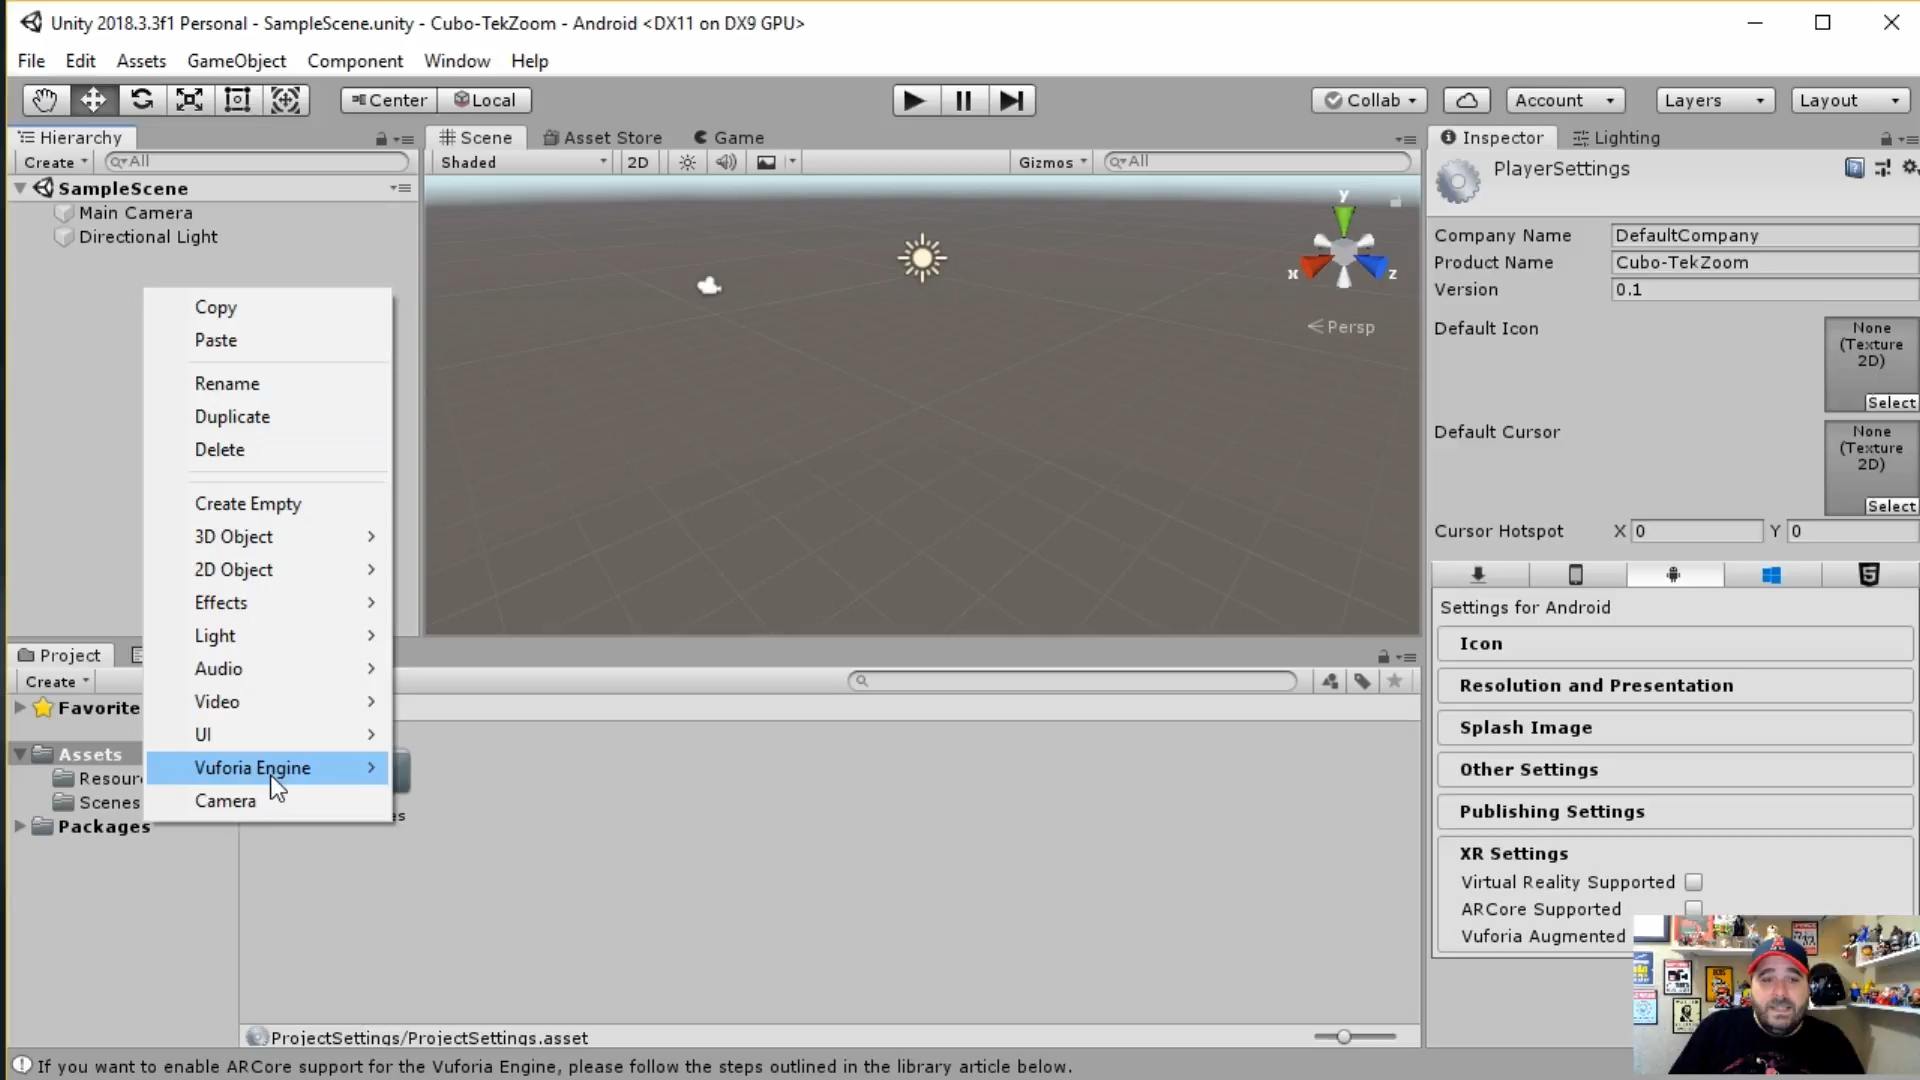 Unity 2018.3.3f1 Personal - SampleScene.unity - Cubo-TekZoom - Android <DX11 on DX9 GPU>
File Edit Assets GameObject Component Window Help
Center Local Collab Account Layers Layout
Hierarchy
Create All
SampleScene
Main Camera
Directional Light
Copy
Paste
Rename
Duplicate
Delete
Create Empty
3D Object
2D Object
Effects
Light
Audio
Video
UI
Vuforia Engine
Camera
Scene Asset Store Game
Shaded 2D Gizmos All
y
x z
Persp
Project
Create
Favorite
Assets
Resour
Scenes
Packages
es
ProjectSettings/ProjectSettings.asset
Inspector Lighting
PlayerSettings
Company Name DefaultCompany
Product Name Cubo-TekZoom
Version 0.1
Default Icon
None
(Texture
2D)
Select
Default Cursor
None
(Texture
2D)
Select
Cursor Hotspot X 0 Y 0
Settings for Android
Icon
Resolution and Presentation
Splash Image
Other Settings
Publishing Settings
XR Settings
Virtual Reality Supported
ARCore Supported
Vuforia Augmented
If you want to enable ARCore support for the Vuforia Engine, please follow the steps outlined in the library article below.